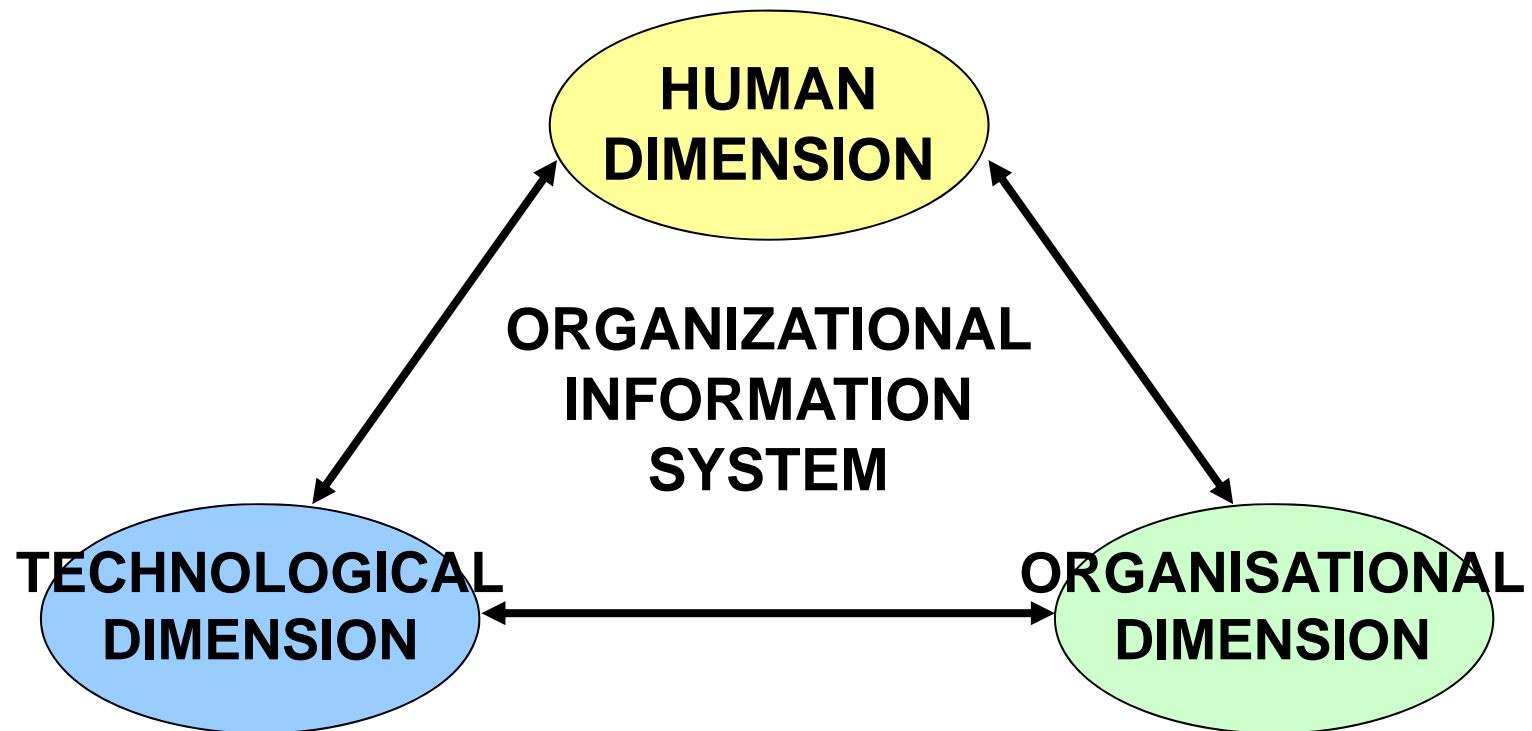 HUMAN
DIMENSION
ORGANIZATIONAL
INFORMATION
SYSTEM
TECHNOLOGICAL
DIMENSION
ORGANISATIONAL
DIMENSION